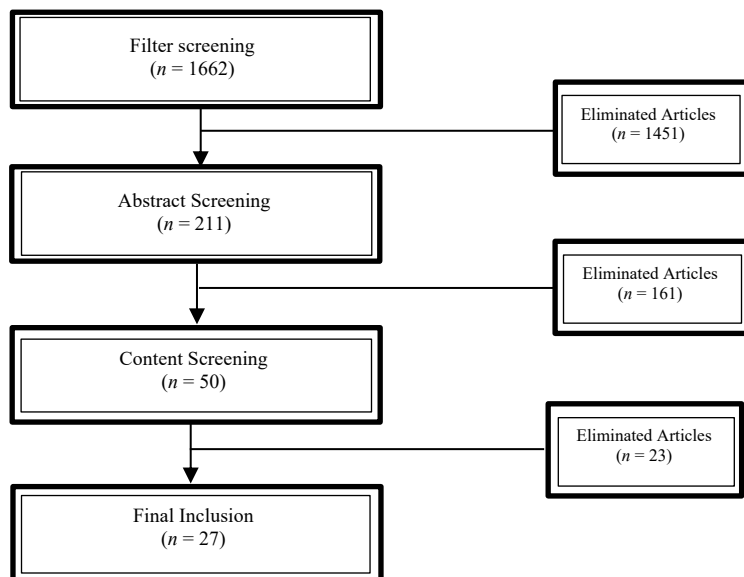 Filter screening
(n = 1662)
Eliminated Articles
(n = 1451)
Abstract Screening
(n = 211)
Eliminated Articles
(n = 161)
Content Screening
(n = 50)
Eliminated Articles
(n = 23)
Final Inclusion
(n = 27)